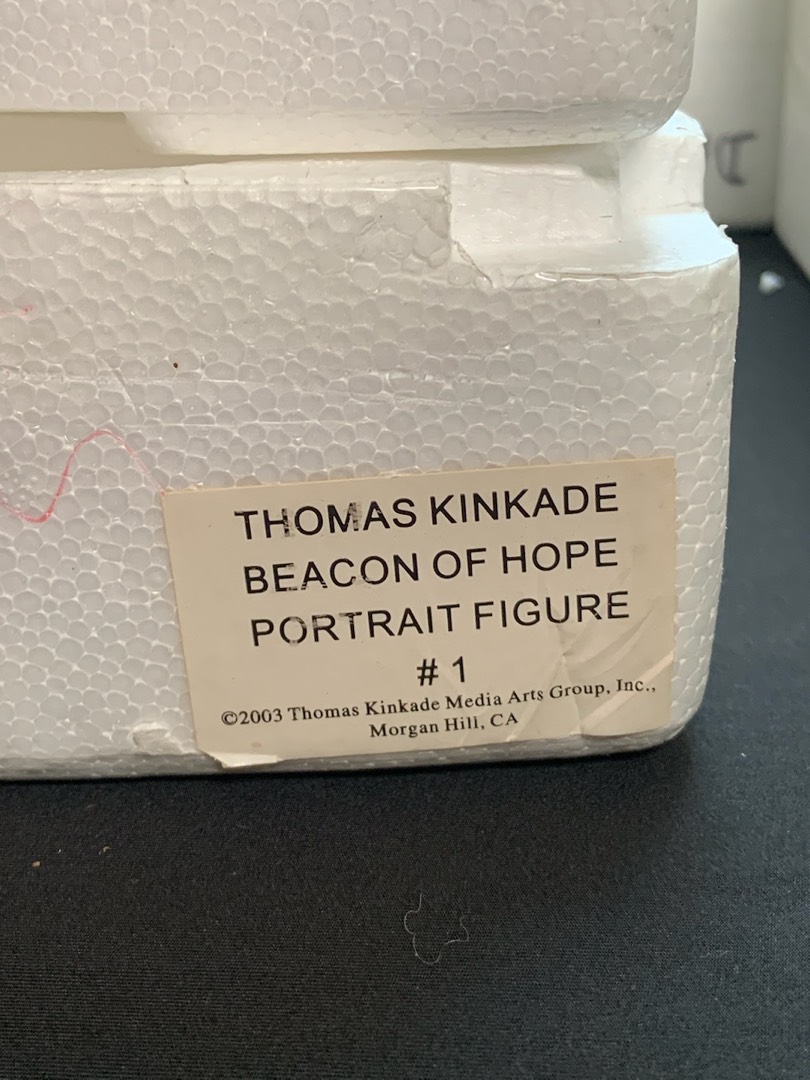 THOMAS KINKADE
BEACON OF HOPE
PORTRAIT FIGURE
# 1
©2003 Thomas Kinkade Media Arts Group, Inc.,
Morgan Hill, CA